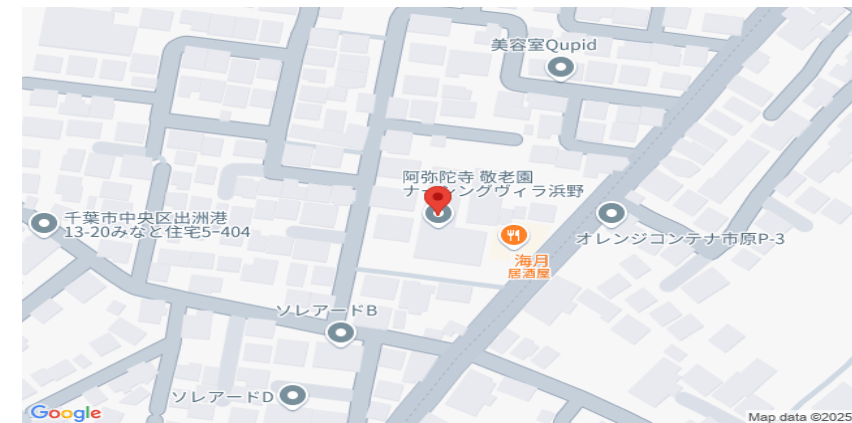 美容室Qupid
阿弥陀寺 敬老園
ナーシングヴィラ浜野
千葉市中央区出洲港
13-20みなと住宅5-404
オレンジコンテナ市原P-3
海月
居酒屋
ソレアードB
ソレアードD
Google
Map data ©2025